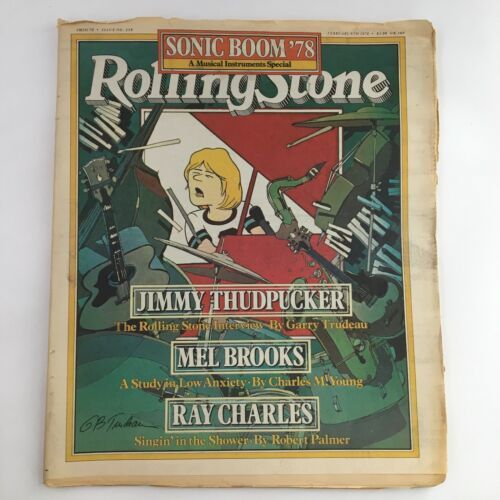 SONIC BOOM '78
A Musical Instruments Special
RollingStone
JIMMY THUDPUCKER
The Rolling Stone Interview · By Garry Trudeau
MEL BROOKS
A Study in Low Anxiety · By Charles M. Young
RAY CHARLES
Singin' in the Shower · By Robert Palmer
GBTrudeau